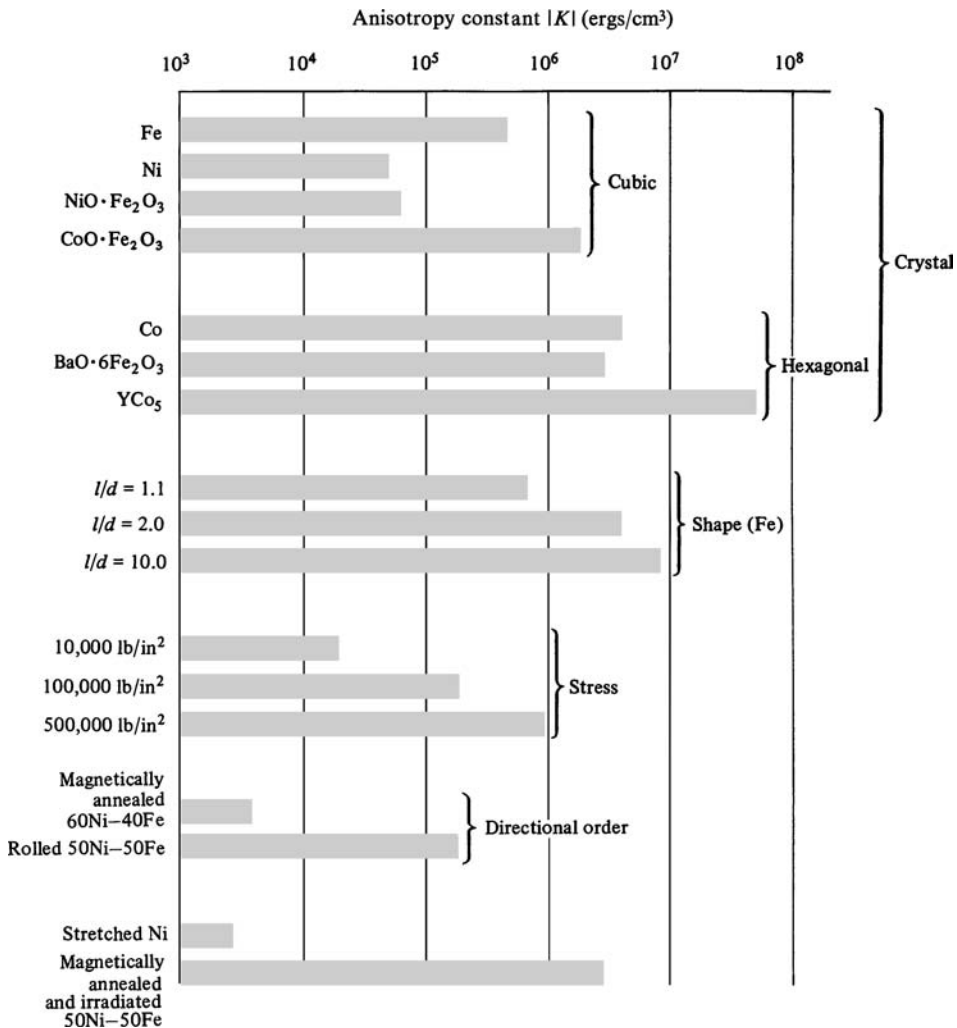 Anisotropy constant |K| (ergs/cm³)
10³ 10⁴ 10⁵ 10⁶ 10⁷ 10⁸
Fe
Ni
NiO·Fe₂O₃
CoO·Fe₂O₃
Cubic
Crystal
Co
BaO·6Fe₂O₃
YCo₅
Hexagonal
l/d = 1.1
l/d = 2.0
l/d = 10.0
Shape (Fe)
10,000 lb/in²
100,000 lb/in²
500,000 lb/in²
Stress
Magnetically
annealed
60Ni–40Fe
Rolled 50Ni–50Fe
Directional order
Stretched Ni
Magnetically
annealed
and irradiated
50Ni–50Fe